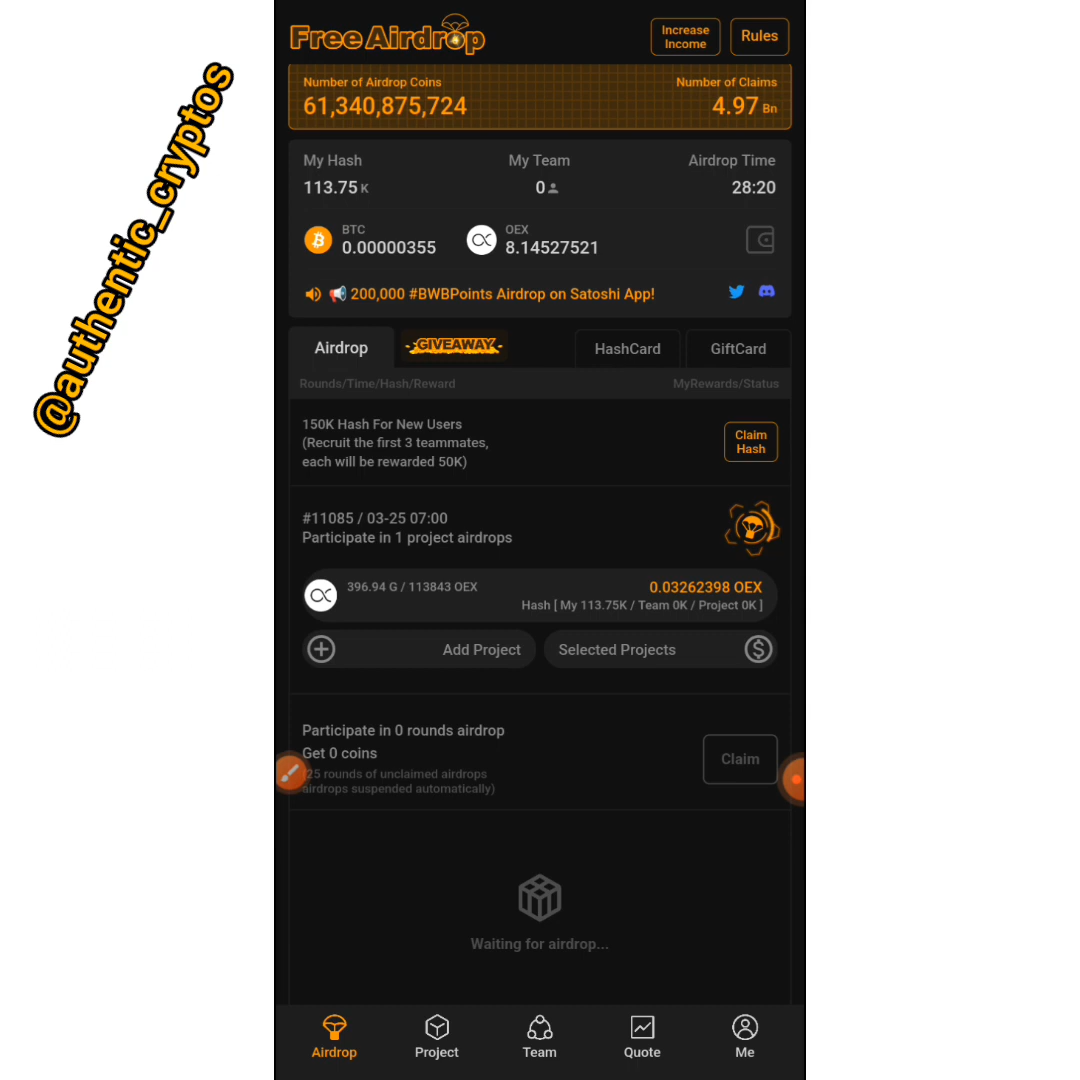 @authentic_cryptos
Free Airdrop
Increase
Income
Rules
Number of Airdrop Coins
Number of Claims
61,340,875,724
4.97 Bn
My Hash
My Team
Airdrop Time
113.75 K
0
28:20
BTC
0.00000355
OEX
8.14527521
200,000 #BWBPoints Airdrop on Satoshi App!
Airdrop
GIVEAWAY
HashCard
GiftCard
Rounds/Time/Hash/Reward
MyRewards/Status
150K Hash For New Users
(Recruit the first 3 teammates,
each will be rewarded 50K)
Claim
Hash
#11085 / 03-25 07:00
Participate in 1 project airdrops
396.94 G / 113843 OEX
0.03262398 OEX
Hash [ My 113.75K / Team 0K / Project 0K ]
Add Project
Selected Projects
Participate in 0 rounds airdrop
Get 0 coins
(25 rounds of unclaimed airdrops
airdrops suspended automatically)
Claim
Waiting for airdrop...
Airdrop
Project
Team
Quote
Me